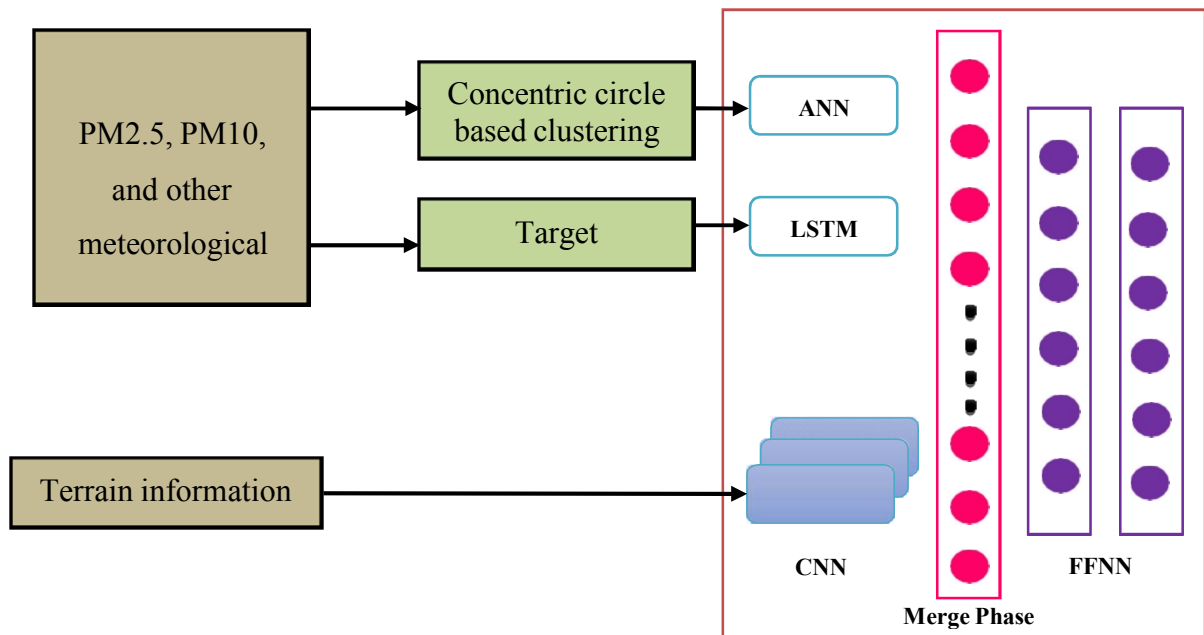 PM2.5, PM10,
and other
meteorological
Concentric circle
based clustering
Target
ANN
LSTM
Terrain information
CNN
Merge Phase
FFNN